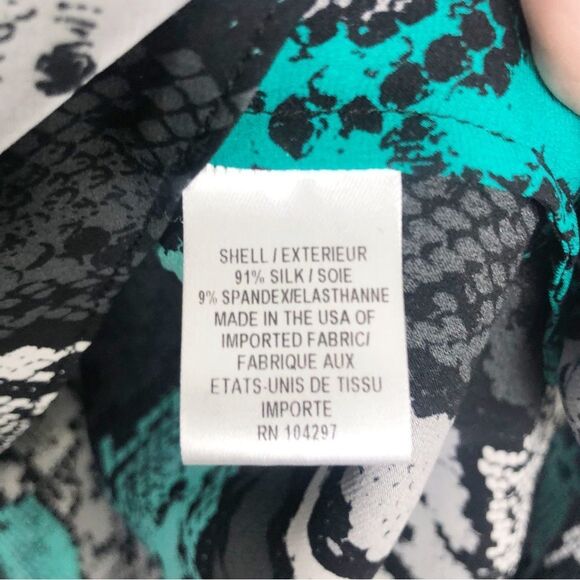 SHELL / EXTERIEUR
91% SILK / SOIE
9% SPANDEX/ELASTHANNE
MADE IN THE USA OF
IMPORTED FABRIC/
FABRIQUE AUX
ETATS-UNIS DE TISSU
IMPORTE
RN 104297